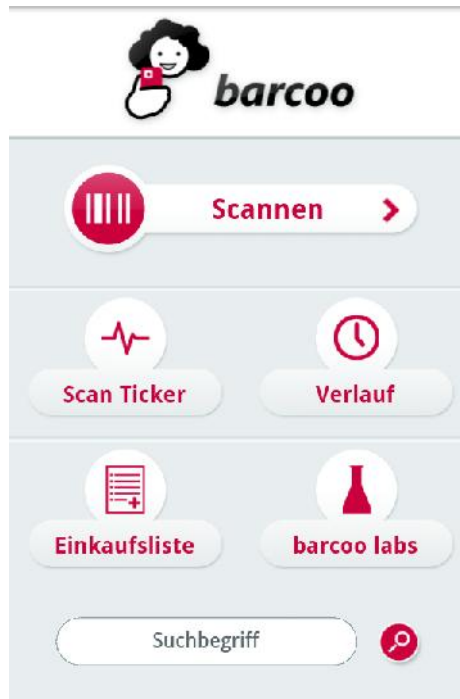 barcoo
Scannen
Scan Ticker
Verlauf
Einkaufsliste
barcoo labs
Suchbegriff